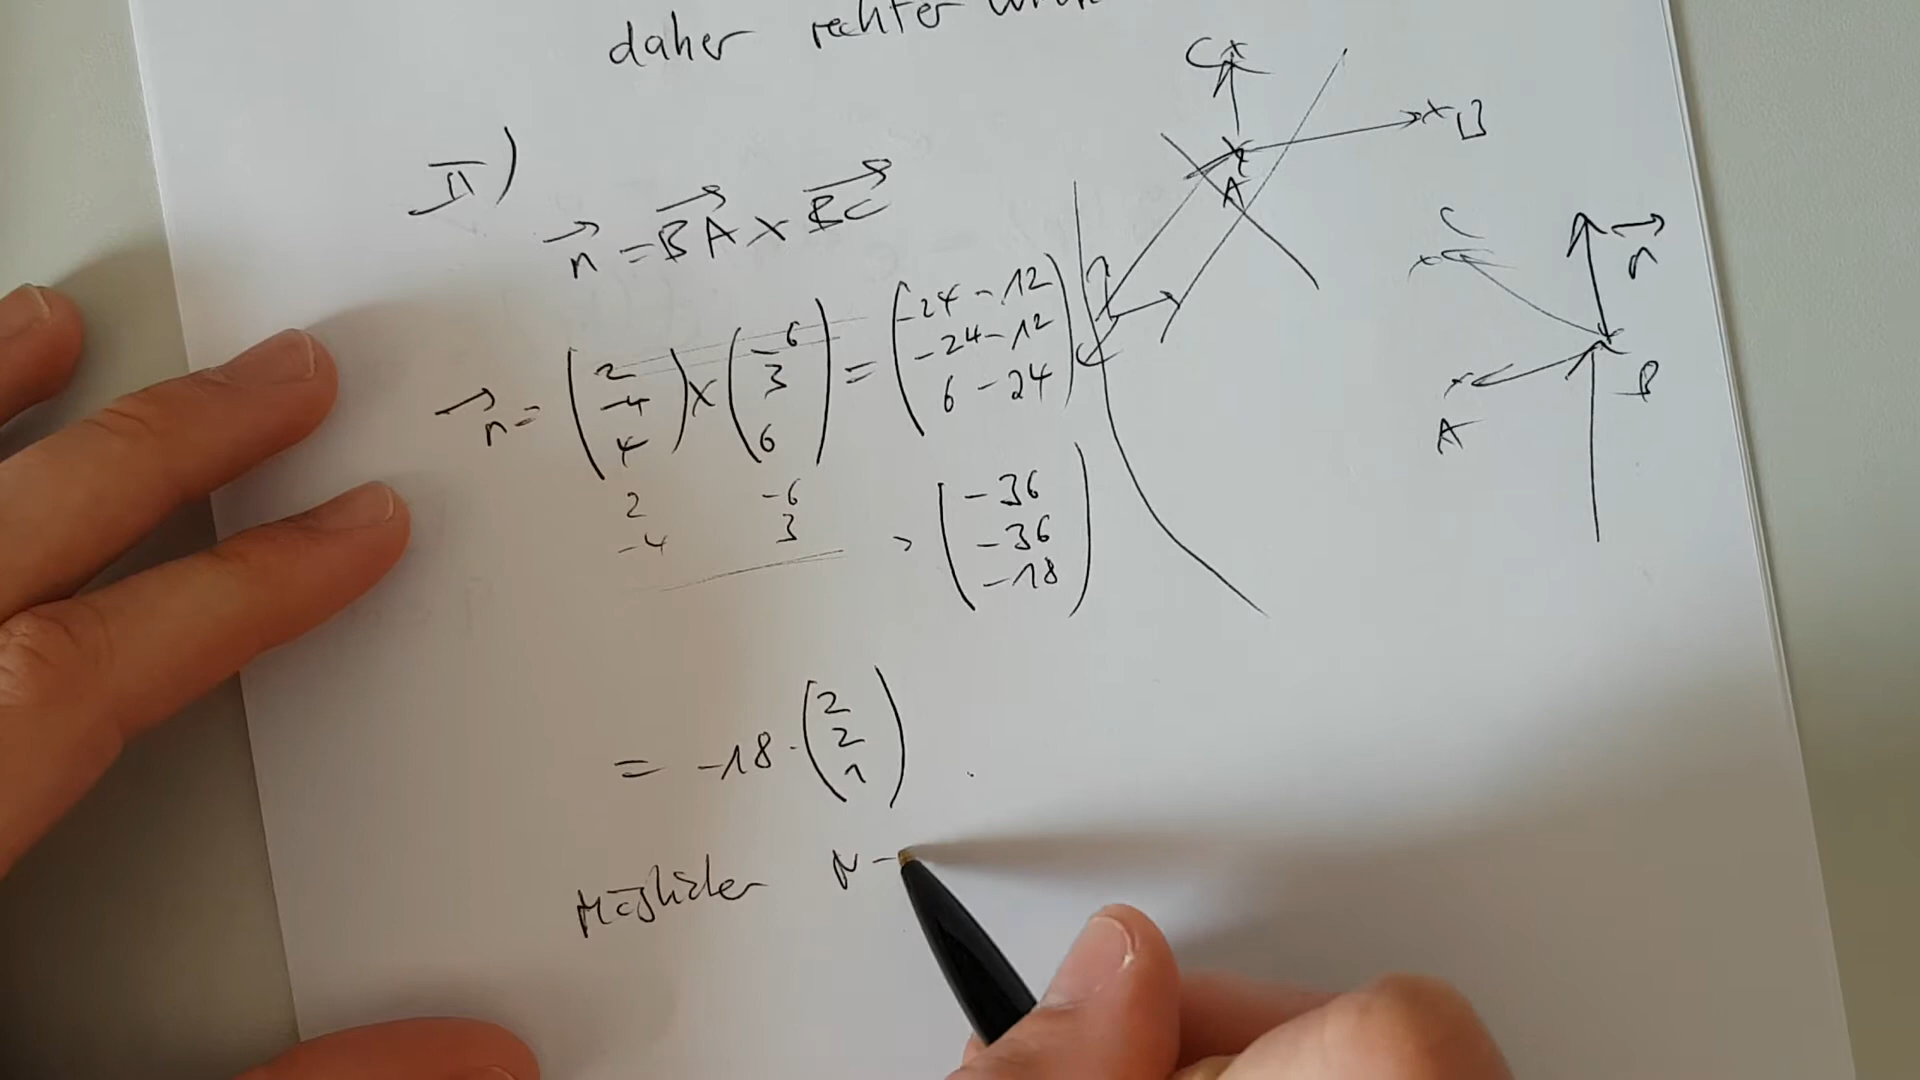 daher rechter
II)
n = BA × BC
n = (2 -4 4) × (-6 3 6) = (-24-12 -24-12 6-24)
2 -6
-4 3
(-36 -36 -18)
= -18 · (2 2 1)
Möglicher N
C
B
A
C
n
B
A